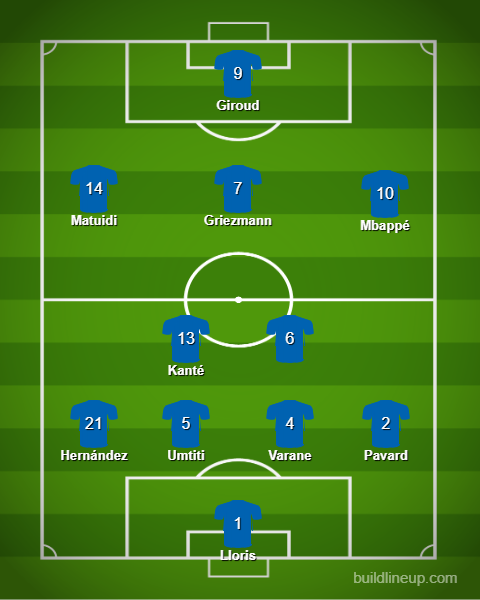 9
Giroud
14
Matuidi
7
Griezmann
10
Mbappé
13
Kanté
6
21
Hernández
5
Umtiti
4
Varane
2
Pavard
1
Lloris
buildlineup.com